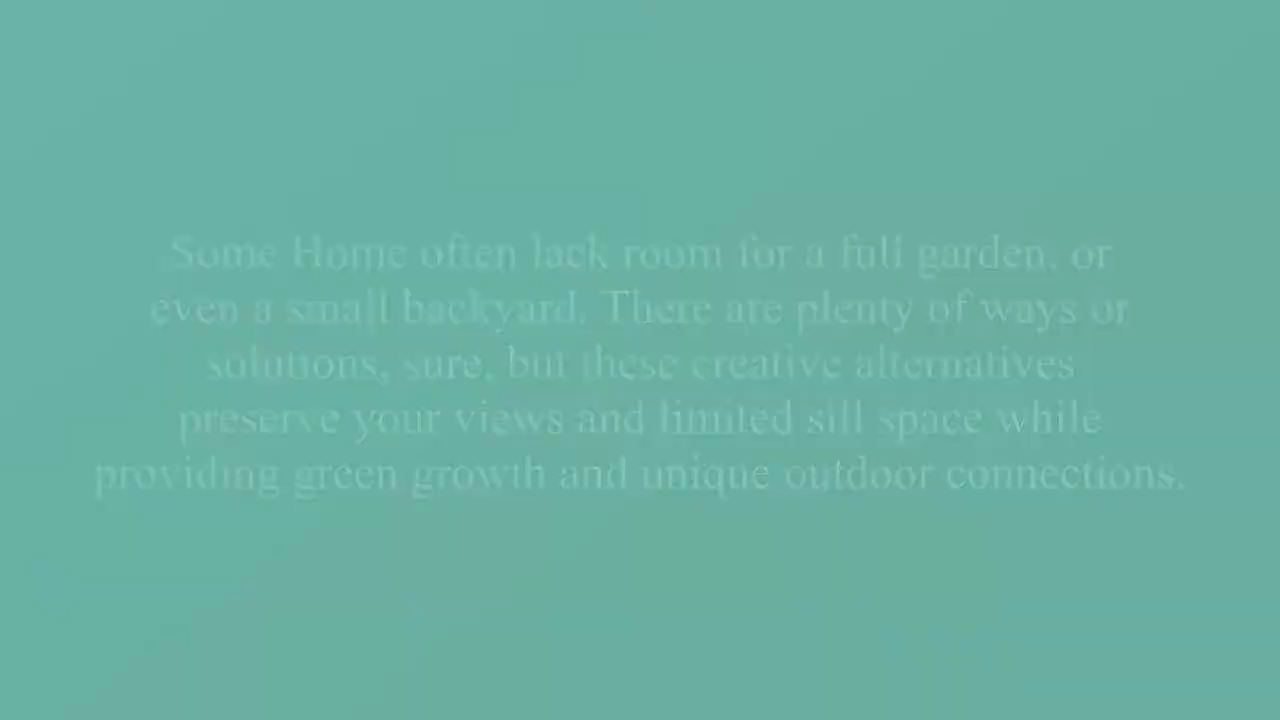 Some Home often lack room for a full garden, or
even a small backyard. There are plenty of ways or
solutions, sure, but these creative alternatives
preserve your views and limited sill space while
providing green growth and unique outdoor connections.